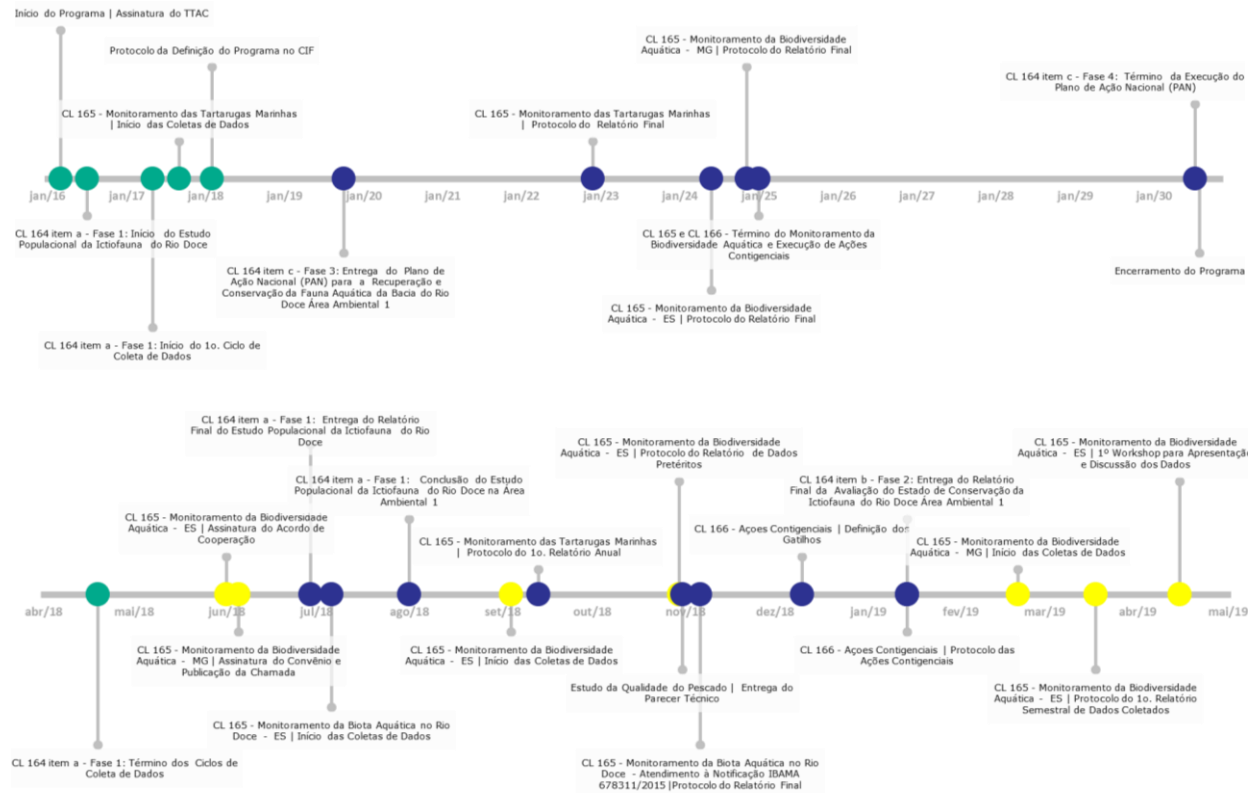 Início do Programa | Assinatura do TTAC
Protocolo da Definição do Programa no CIF
CL 165 - Monitoramento das Tartarugas Marinhas
| Início das Coletas de Dados
CL 165 - Monitoramento das Tartarugas Marinhas
| Protocolo do Relatório Final
CL 165 - Monitoramento da Biodiversidade
Aquática - MG | Protocolo do Relatório Final
CL 164 item c - Fase 4: Término da Execução do
Plano de Ação Nacional (PAN)
jan/16 jan/17 jan/18 jan/19 jan/20 jan/21 jan/22 jan/23 jan/24 jan/25 jan/26 jan/27 jan/28 jan/29 jan/30
CL 164 item a - Fase 1: Início do Estudo
Populacional da Ictiofauna do Rio Doce
CL 164 item a - Fase 1: Início do 1o. Ciclo de
Coleta de Dados
CL 164 item c - Fase 3: Entrega do Plano de
Ação Nacional (PAN) para a Recuperação e
Conservação da Fauna Aquática da Bacia do Rio
Doce Área Ambiental 1
CL 165 e CL 166 - Término do Monitoramento da
Biodiversidade Aquática e Execução de Ações
Contigenciais
CL 165 - Monitoramento da Biodiversidade
Aquática - ES | Protocolo do Relatório Final
Encerramento do Programa
CL 164 item a - Fase 1: Entrega do Relatório
Final do Estudo Populacional da Ictiofauna do Rio
Doce
CL 164 item a - Fase 1: Conclusão do Estudo
Populacional da Ictiofauna do Rio Doce na Área
Ambiental 1
CL 165 - Monitoramento da Biodiversidade
Aquática - ES | Assinatura do Acordo de
Cooperação
CL 165 - Monitoramento das Tartarugas Marinhas
| Protocolo do 1o. Relatório Anual
CL 165 - Monitoramento da Biodiversidade
Aquática - ES | Protocolo do Relatório de Dados
Pretéritos
CL 166 - Açoes Contigenciais | Definição dos
Gatilhos
CL 164 item b - Fase 2: Entrega do Relatório
Final da Avaliação do Estado de Conservação da
Ictiofauna do Rio Doce Área Ambiental 1
CL 165 - Monitoramento da Biodiversidade
Aquática - MG | Início das Coletas de Dados
CL 165 - Monitoramento da Biodiversidade
Aquática - ES | 1º Workshop para Apresentação
e Discussão dos Dados
abr/18 mai/18 jun/18 jul/18 ago/18 set/18 out/18 nov/18 dez/18 jan/19 fev/19 mar/19 abr/19 mai/19
CL 164 item a - Fase 1: Término dos Ciclos de
Coleta de Dados
CL 165 - Monitoramento da Biodiversidade
Aquática - MG | Assinatura do Convênio e
Publicação da Chamada
CL 165 - Monitoramento da Biota Aquática no Rio
Doce - ES | Início das Coletas de Dados
CL 165 - Monitoramento da Biodiversidade
Aquática - ES | Início das Coletas de Dados
Estudo da Qualidade do Pescado | Entrega do
Parecer Técnico
CL 165 - Monitoramento da Biota Aquática no Rio
Doce - Atendimento à Notificação IBAMA
678311/2015 |Protocolo do Relatório Final
CL 166 - Açoes Contigenciais | Protocolo das
Ações Contigenciais
CL 165 - Monitoramento da Biodiversidade
Aquática - ES | Protocolo do 1o. Relatório
Semestral de Dados Coletados